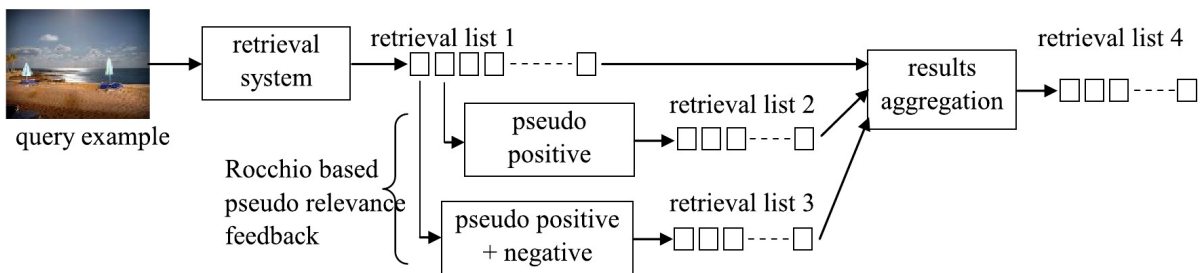 query example
retrieval
system
retrieval list 1
Rocchio based
pseudo relevance
feedback
pseudo
positive
retrieval list 2
pseudo positive
+ negative
retrieval list 3
results
aggregation
retrieval list 4